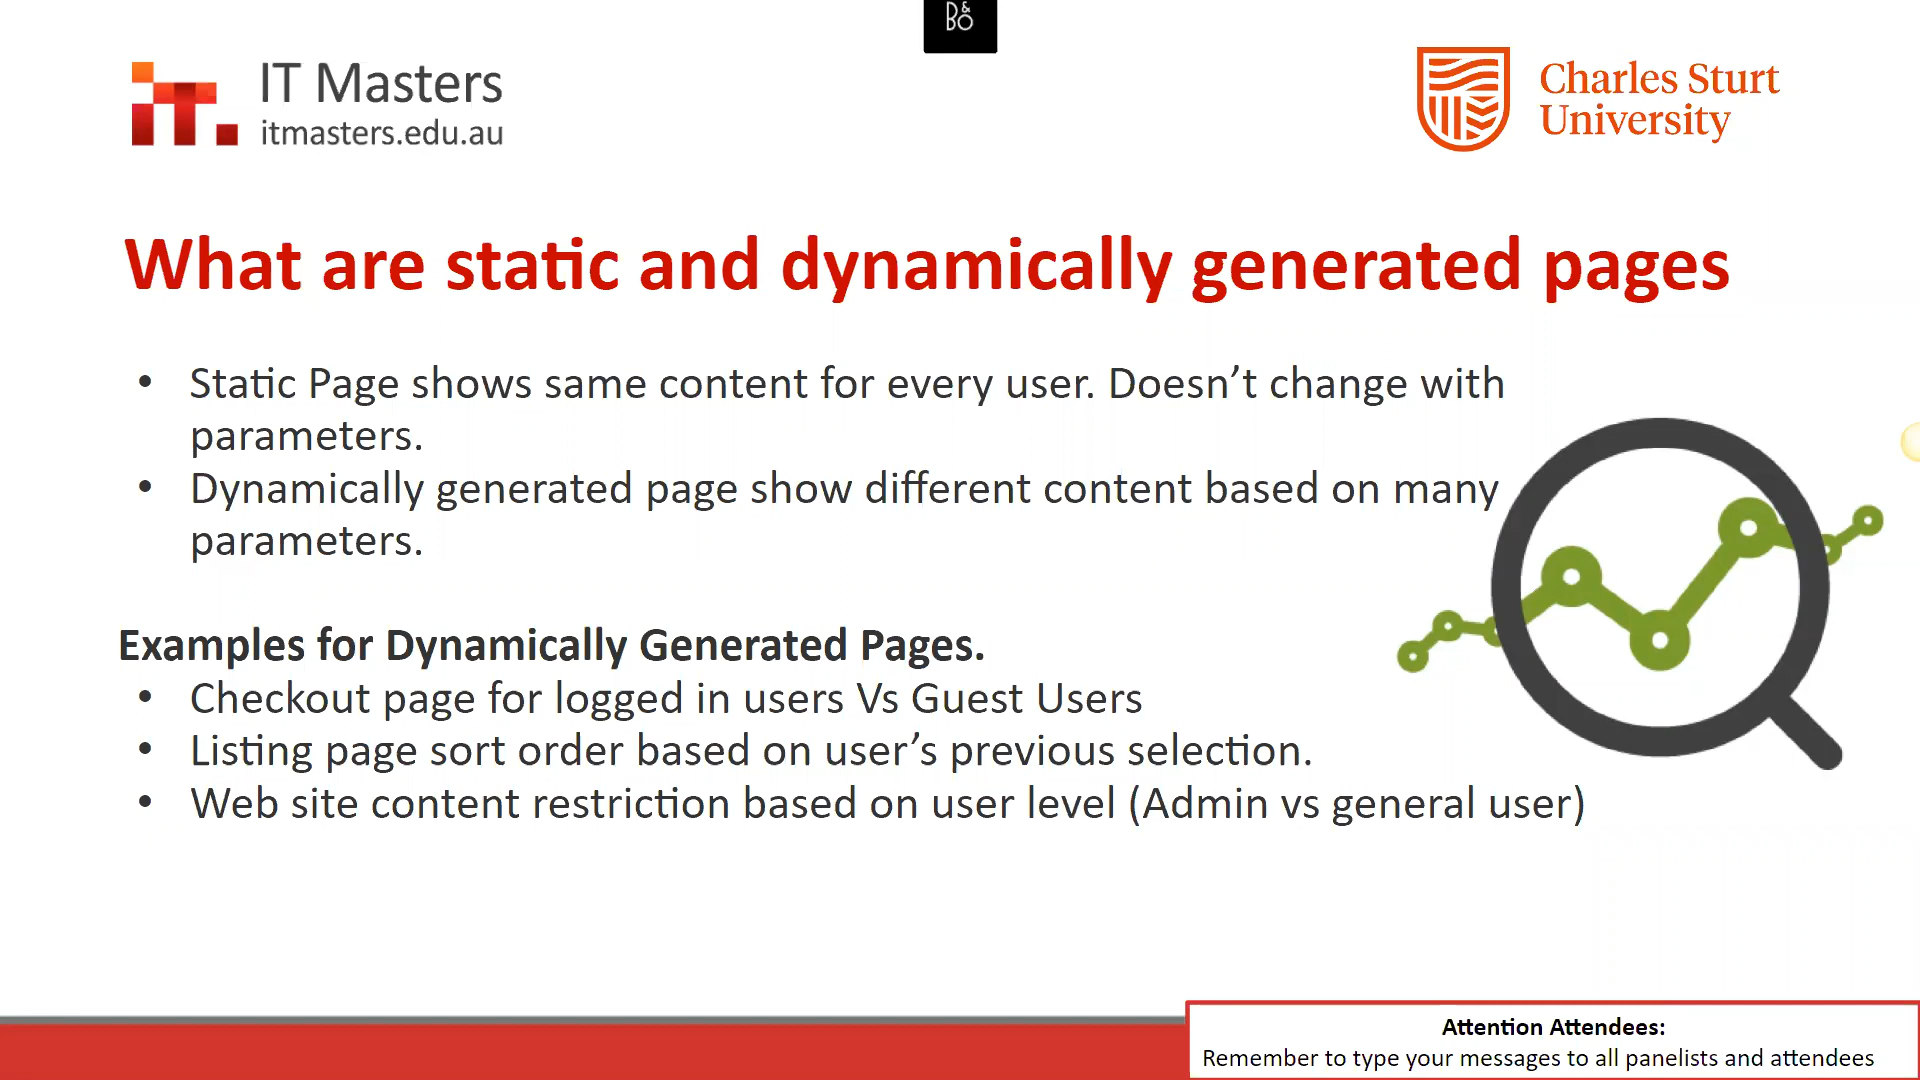 B&O
IT Masters
itmasters.edu.au
Charles Sturt
University
What are static and dynamically generated pages
• Static Page shows same content for every user. Doesn’t change with
parameters.
• Dynamically generated page show different content based on many
parameters.
Examples for Dynamically Generated Pages.
• Checkout page for logged in users Vs Guest Users
• Listing page sort order based on user’s previous selection.
• Web site content restriction based on user level (Admin vs general user)
Attention Attendees:
Remember to type your messages to all panelists and attendees